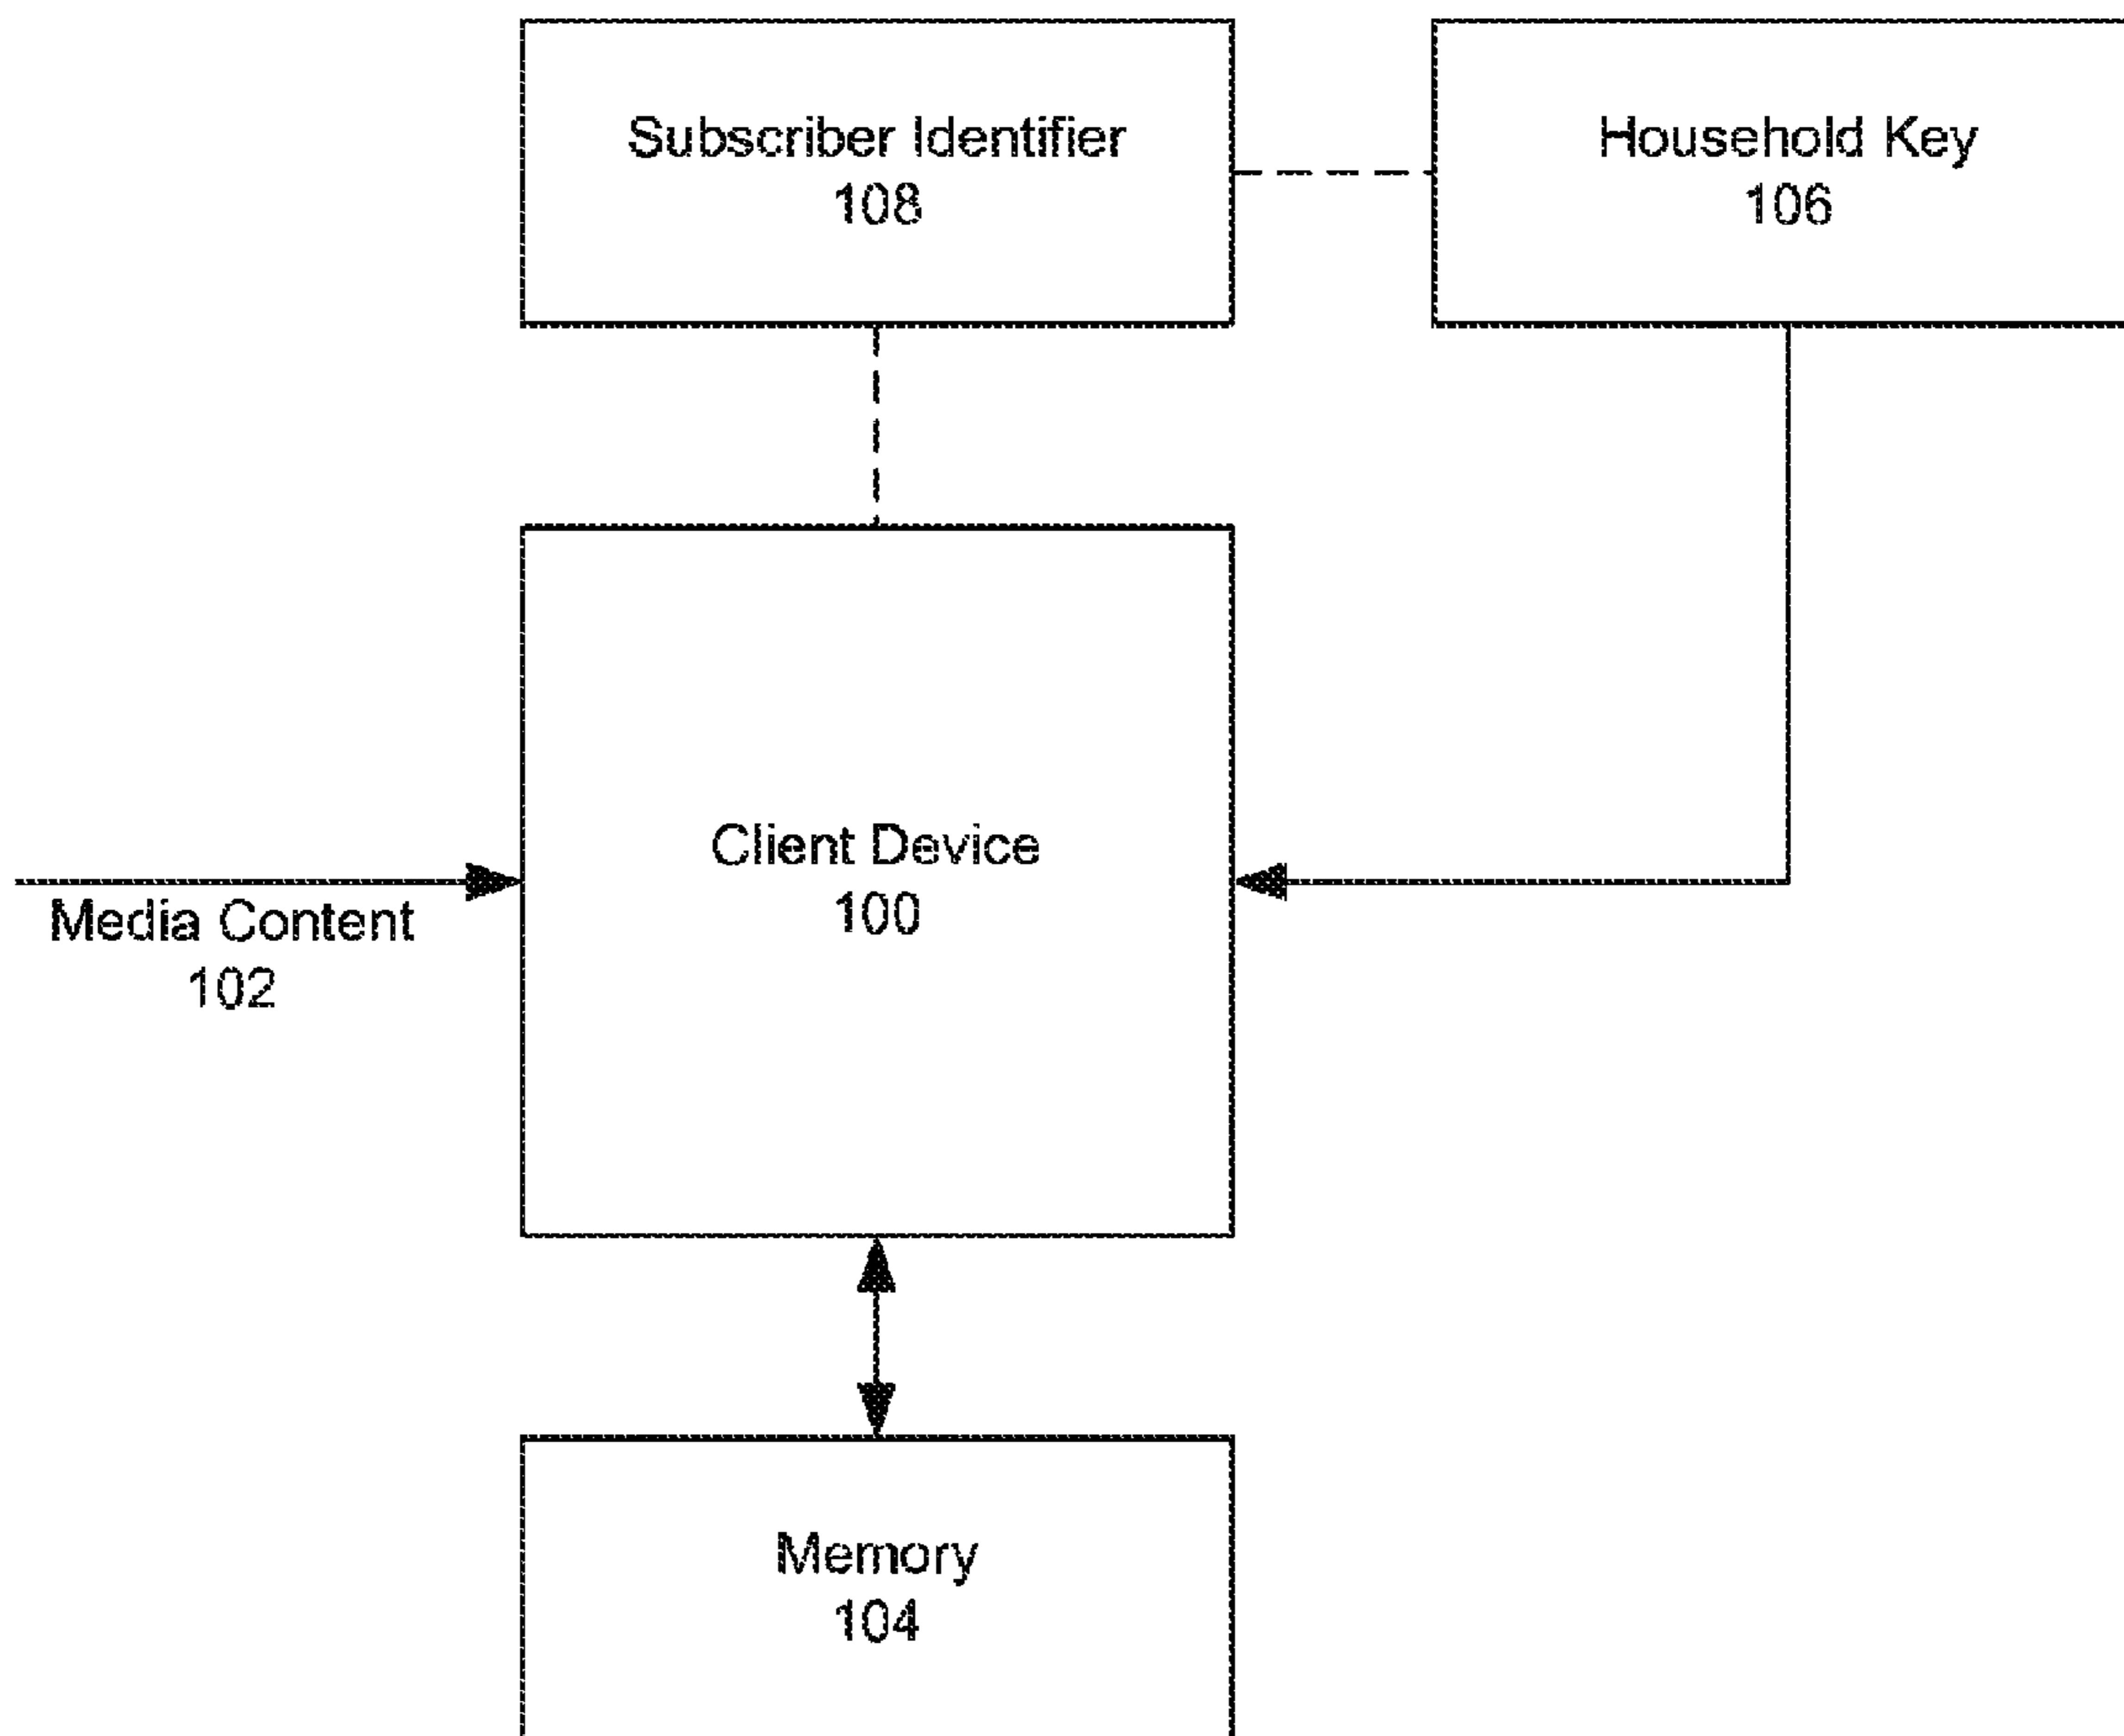 Subscriber Identifier
108
Household Key
106
Client Device
100
Media Content
102
Memory
104